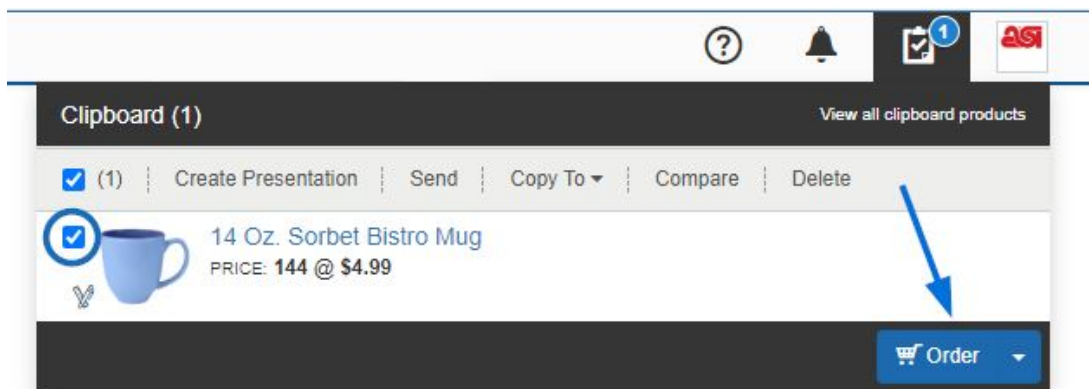 ? 1 asi
Clipboard (1) View all clipboard products
(1) Create Presentation Send Copy To Compare Delete
14 Oz. Sorbet Bistro Mug
PRICE: 144 @ $4.99
Order